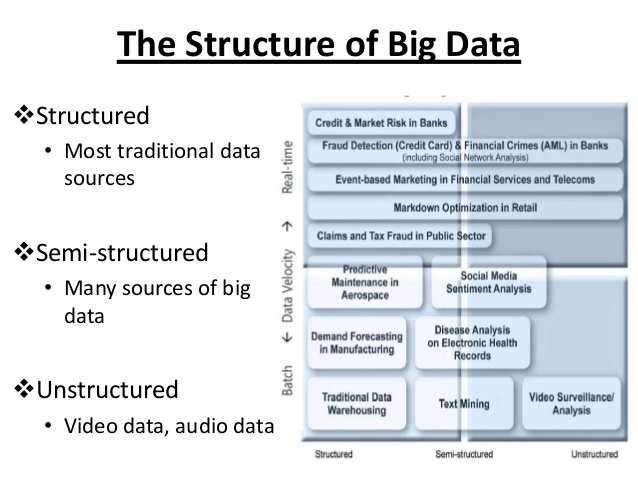 The Structure of Big Data
❖Structured
• Most traditional data
sources
❖Semi-structured
• Many sources of big
data
❖Unstructured
• Video data, audio data
Batch ← Data Velocity → Real-time
Credit & Market Risk in Banks
Fraud Detection (Credit Card) & Financial Crimes (AML) in Banks
(including Social Network Analysis)
Event-based Marketing in Financial Services and Telecoms
Markdown Optimization in Retail
Claims and Tax Fraud in Public Sector
Predictive
Maintenance in
Aerospace
Social Media
Sentiment Analysis
Demand Forecasting
in Manufacturing
Disease Analysis
on Electronic Health
Records
Traditional Data
Warehousing
Text Mining
Video Surveillance/
Analysis
Structured
Semi-structured
Unstructured